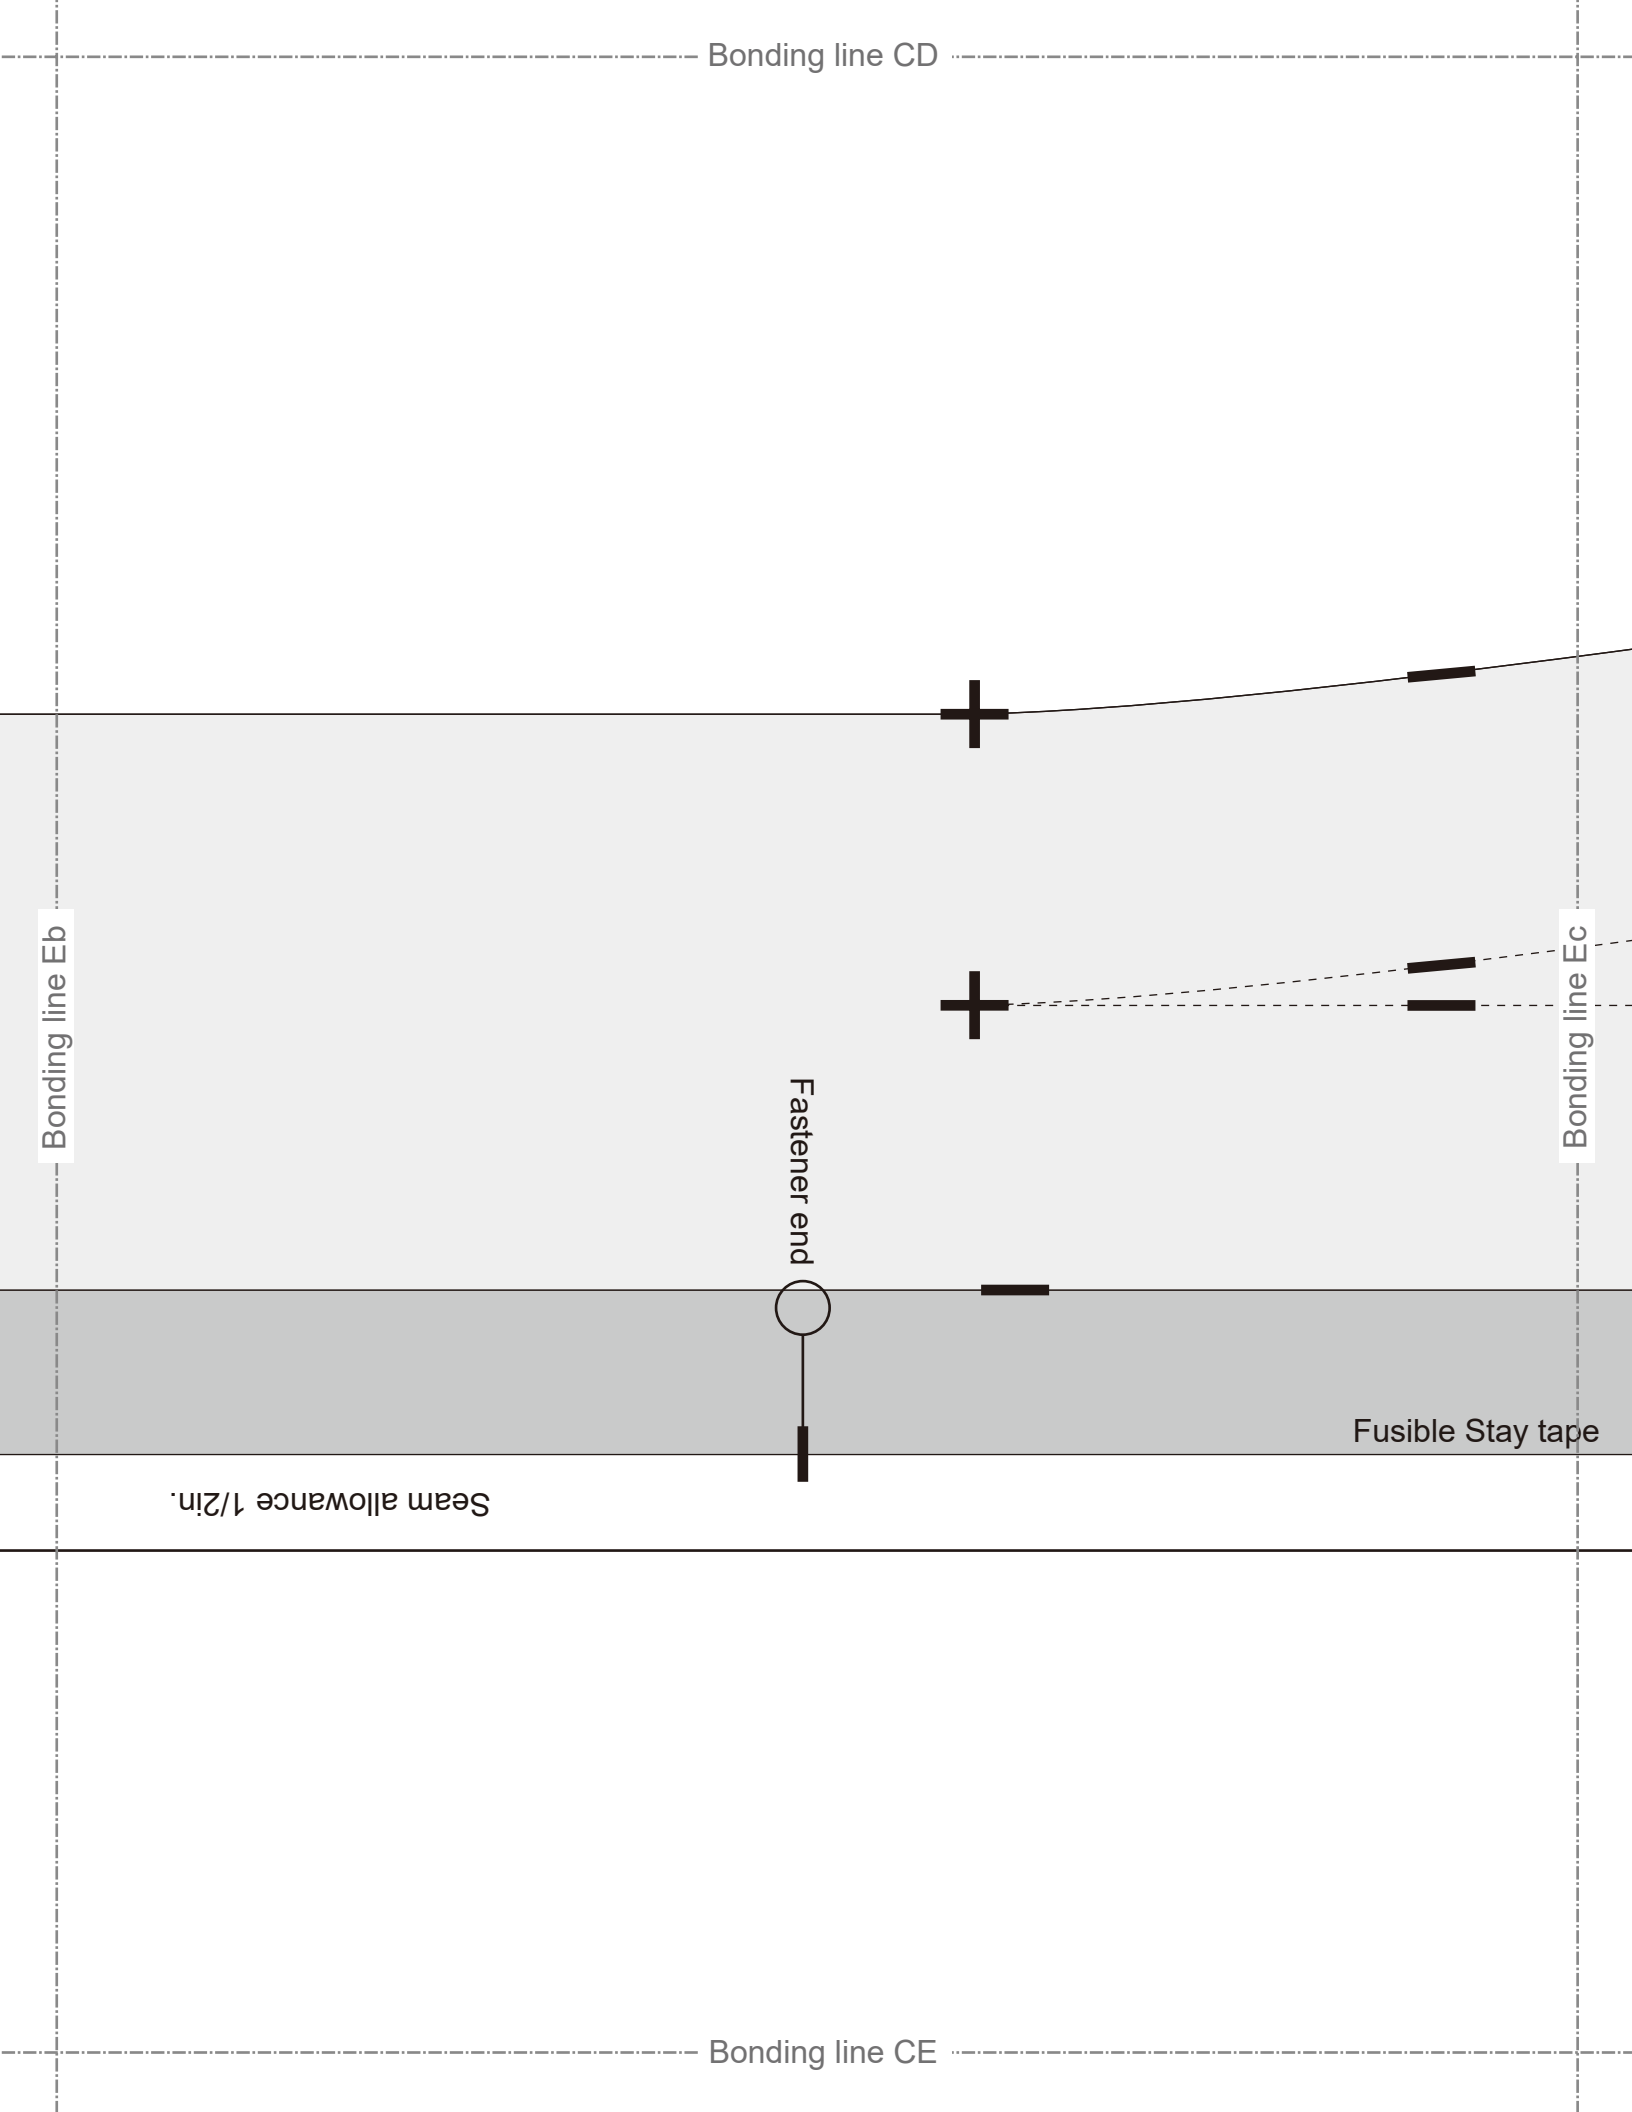 Bonding line CD
Bonding line Eb
Bonding line Ec
Fastener end
Fusible Stay tape
Seam allowance 1/2in.
Bonding line CE